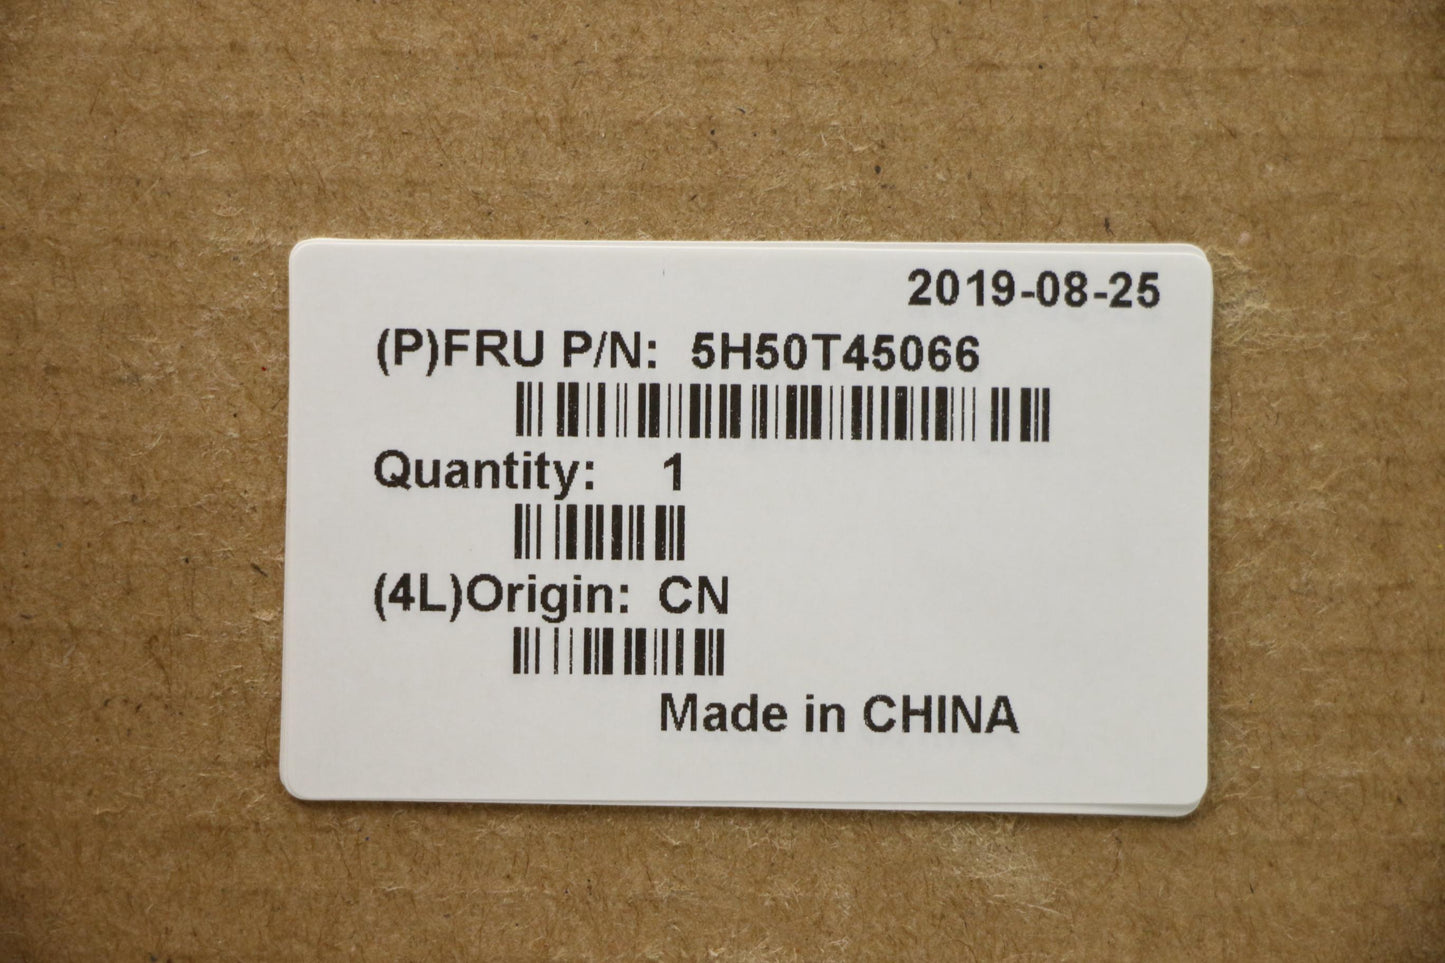 2019-08-25
(P)FRU P/N: 5H50T45066
Quantity: 1
(4L)Origin: CN
Made in CHINA